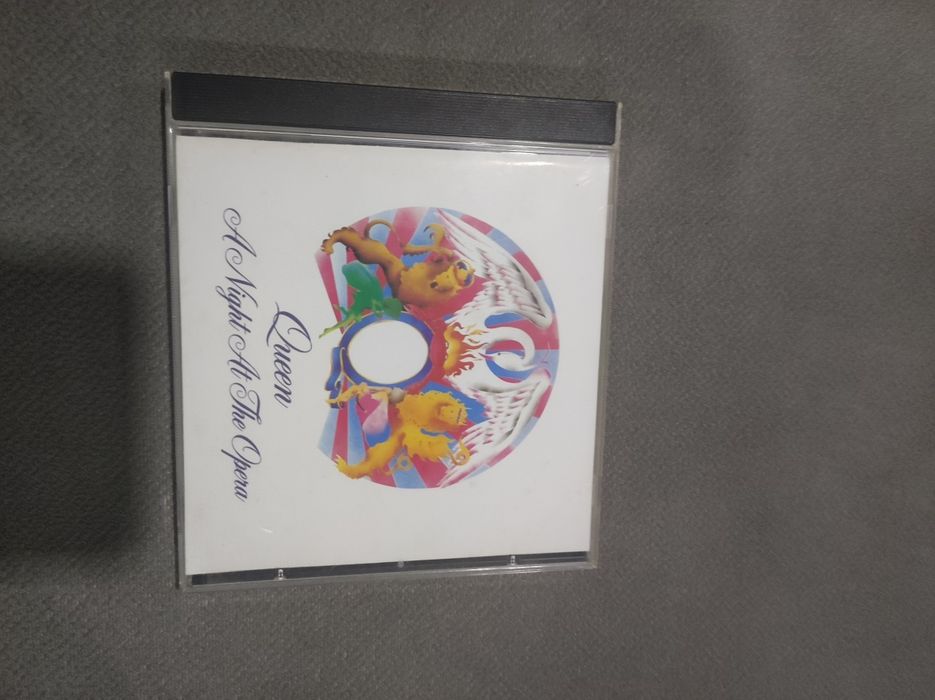 Queen
A Night At The Opera